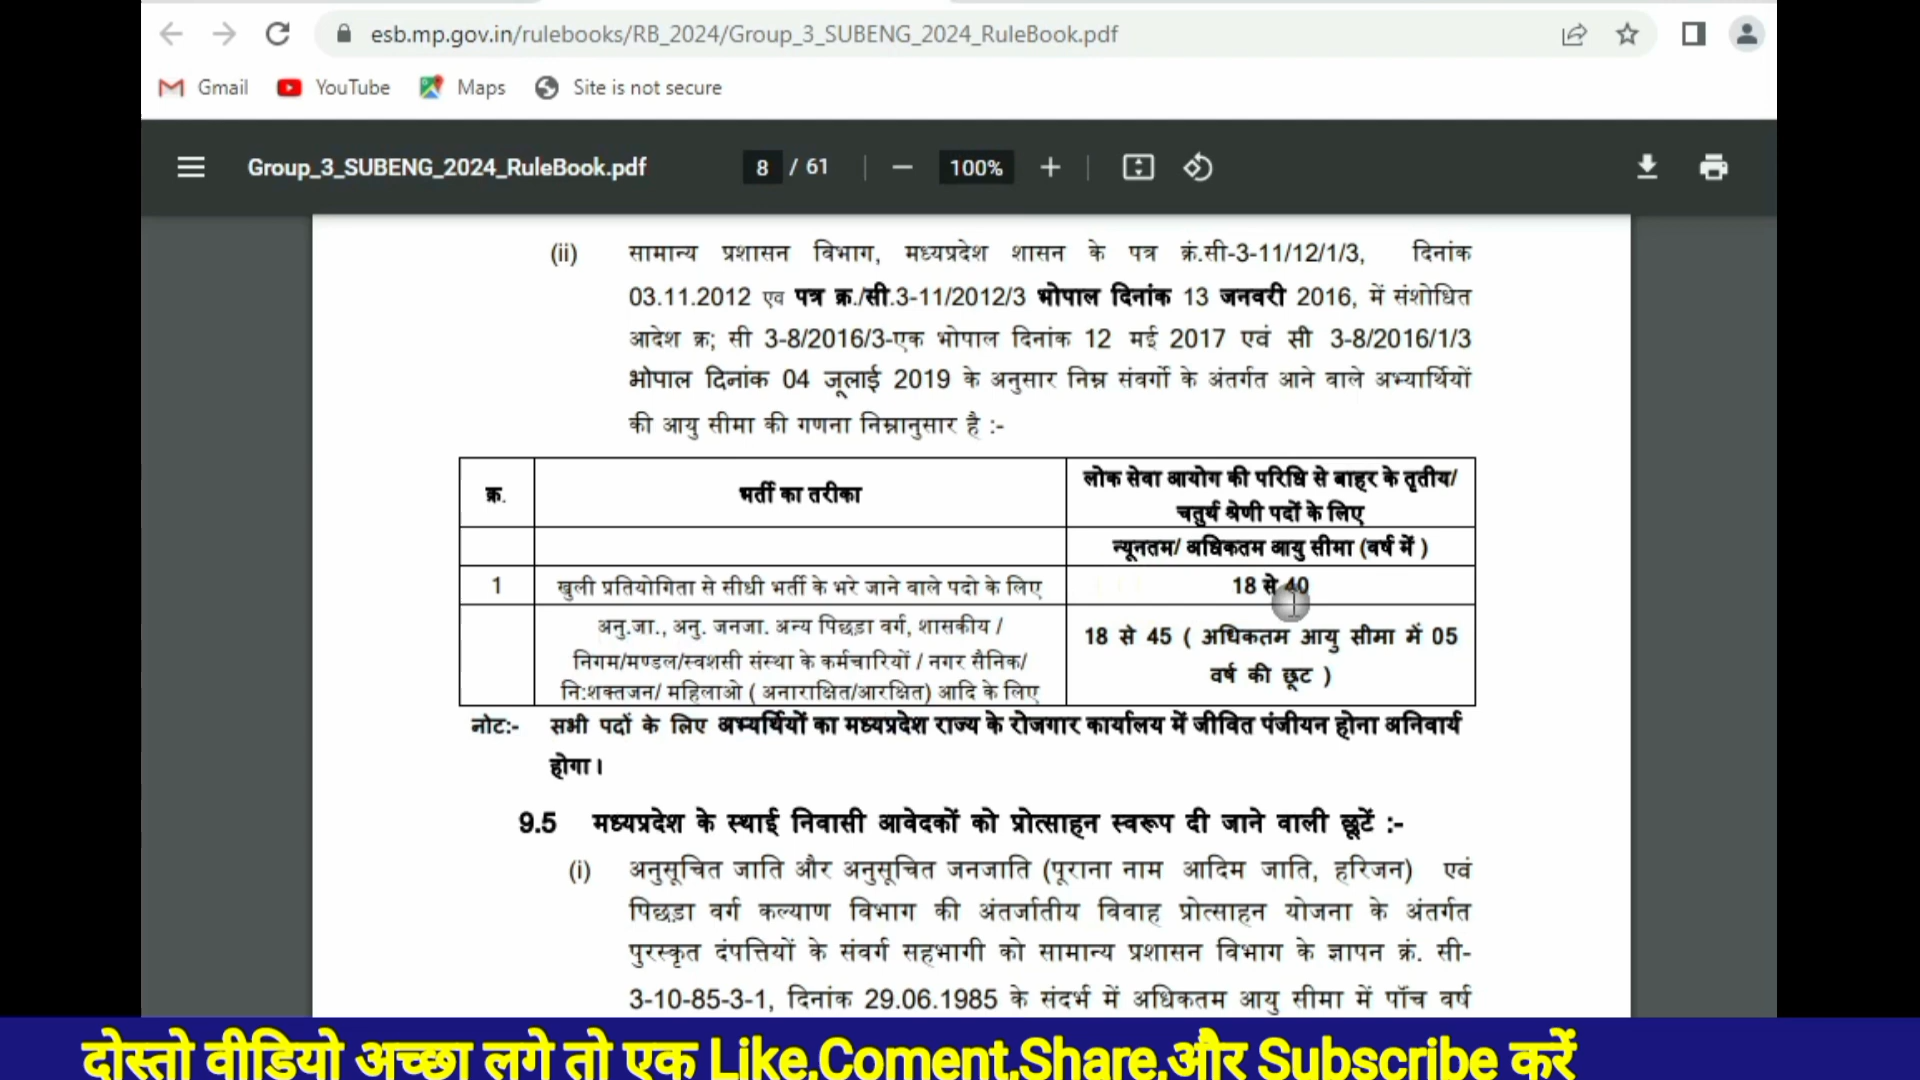 esb.mp.gov.in/rulebooks/RB_2024/Group_3_SUBENG_2024_RuleBook.pdf
Gmail YouTube Maps Site is not secure
Group_3_SUBENG_2024_RuleBook.pdf 8 / 61 100%
(ii) सामान्य प्रशासन विभाग, मध्यप्रदेश शासन के पत्र क्रं.सी-3-11/12/1/3, दिनांक
03.11.2012 एव पत्र क्र./सी.3-11/2012/3 भोपाल दिनांक 13 जनवरी 2016, में संशोधित
आदेश क्र; सी 3-8/2016/3-एक भोपाल दिनांक 12 मई 2017 एवं सी 3-8/2016/1/3
भोपाल दिनांक 04 जूलाई 2019 के अनुसार निम्न संवर्गो के अंतर्गत आने वाले अभ्यार्थियों
की आयु सीमा की गणना निम्नानुसार है :-
क्र. भर्ती का तरीका लोक सेवा आयोग की परिधि से बाहर के तृतीय/
चतुर्थ श्रेणी पदों के लिए
न्यूनतम/ अधिकतम आयु सीमा (वर्ष में )
1 खुली प्रतियोगिता से सीधी भर्ती के भरे जाने वाले पदो के लिए 18 से 40
अनु.जा., अनु. जनजा. अन्य पिछड़ा वर्ग, शासकीय /
निगम/मण्डल/स्वशसी संस्था के कर्मचारियों / नगर सैनिक/
नि:शक्तजन/ महिलाओ ( अनाराक्षित/आरक्षित) आदि के लिए
18 से 45 ( अधिकतम आयु सीमा में 05
वर्ष की छूट )
नोट:- सभी पदों के लिए अभ्यर्थियों का मध्यप्रदेश राज्य के रोजगार कार्यालय में जीवित पंजीयन होना अनिवार्य
होगा।
9.5 मध्यप्रदेश के स्थाई निवासी आवेदकों को प्रोत्साहन स्वरूप दी जाने वाली छूटें :-
(i) अनुसूचित जाति और अनुसूचित जनजाति (पूराना नाम आदिम जाति, हरिजन) एवं
पिछड़ा वर्ग कल्याण विभाग की अंतर्जातीय विवाह प्रोत्साहन योजना के अंतर्गत
पुरस्कृत दंपत्तियों के संवर्ग सहभागी को सामान्य प्रशासन विभाग के ज्ञापन क्रं. सी-
3-10-85-3-1, दिनांक 29.06.1985 के संदर्भ में अधिकतम आयु सीमा में पॉच वर्ष
दोस्तो वीडियो अच्छा लगे तो एक Like,Coment,Share,और Subscribe करें